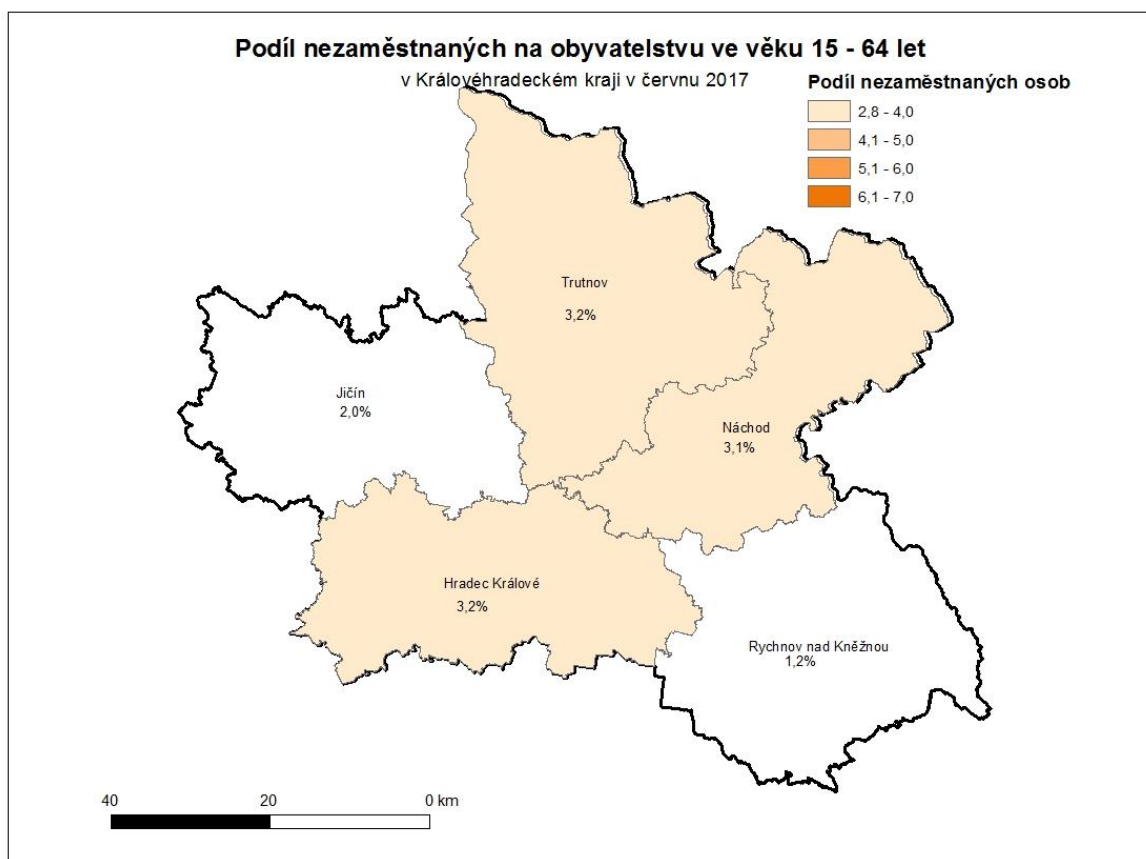 Podíl nezaměstnaných na obyvatelstvu ve věku 15 - 64 let
v Královéhradeckém kraji v červnu 2017
Podíl nezaměstnaných osob
2,8 - 4,0
4,1 - 5,0
5,1 - 6,0
6,1 - 7,0
Trutnov
3,2%
Jičín
2,0%
Náchod
3,1%
Hradec Králové
3,2%
Rychnov nad Kněžnou
1,2%
40 20 0 km